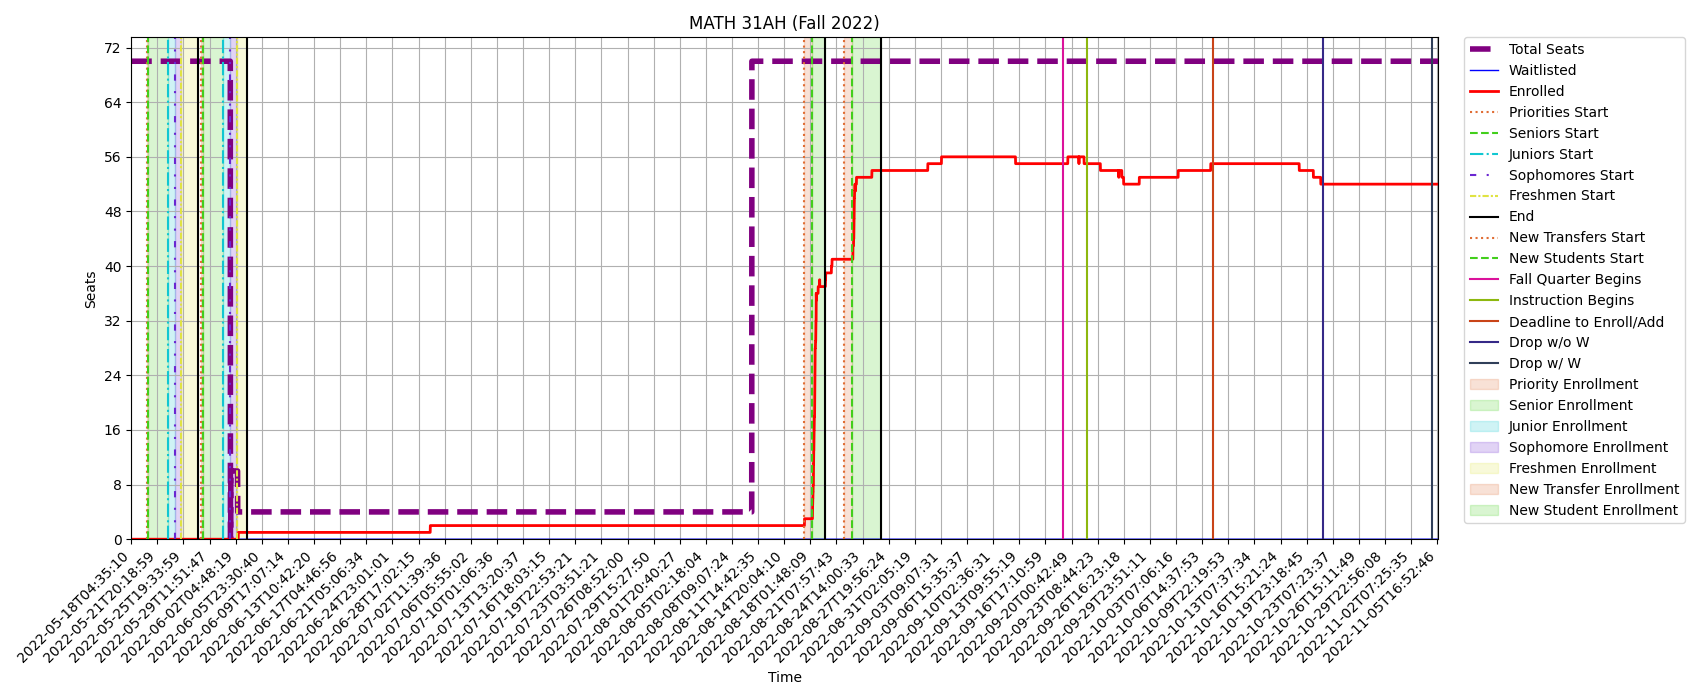 MATH 31AH (Fall 2022)
72
64
56
48
40
32
24
16
8
0
Seats
2022-05-18T04:35:10
2022-05-21T20:18:59
2022-05-25T19:33:59
2022-05-29T11:51:47
2022-06-02T04:48:19
2022-06-05T23:30:40
2022-06-09T17:07:14
2022-06-13T10:42:20
2022-06-17T04:46:56
2022-06-21T05:06:34
2022-06-24T23:01:01
2022-06-28T17:02:15
2022-07-02T11:39:36
2022-07-06T05:55:02
2022-07-10T01:06:36
2022-07-13T13:20:37
2022-07-16T18:03:15
2022-07-19T22:53:21
2022-07-23T03:51:21
2022-07-26T08:52:00
2022-07-29T15:27:50
2022-08-01T20:40:27
2022-08-05T02:18:04
2022-08-08T09:07:24
2022-08-11T14:42:35
2022-08-14T20:04:10
2022-08-18T01:48:09
2022-08-21T07:57:43
2022-08-24T14:00:33
2022-08-27T19:56:24
2022-08-31T02:05:19
2022-09-03T09:07:31
2022-09-06T15:35:37
2022-09-10T02:36:31
2022-09-13T09:55:19
2022-09-16T17:10:59
2022-09-20T00:42:49
2022-09-23T08:44:23
2022-09-26T16:23:18
2022-09-29T23:51:11
2022-10-03T07:06:16
2022-10-06T14:37:53
2022-10-09T22:19:53
2022-10-13T07:37:34
2022-10-16T15:21:24
2022-10-19T23:18:45
2022-10-23T07:23:37
2022-10-26T15:11:49
2022-10-29T22:56:08
2022-11-02T07:25:35
2022-11-05T16:52:46
Time
Total Seats
Waitlisted
Enrolled
Priorities Start
Seniors Start
Juniors Start
Sophomores Start
Freshmen Start
End
New Transfers Start
New Students Start
Fall Quarter Begins
Instruction Begins
Deadline to Enroll/Add
Drop w/o W
Drop w/ W
Priority Enrollment
Senior Enrollment
Junior Enrollment
Sophomore Enrollment
Freshmen Enrollment
New Transfer Enrollment
New Student Enrollment